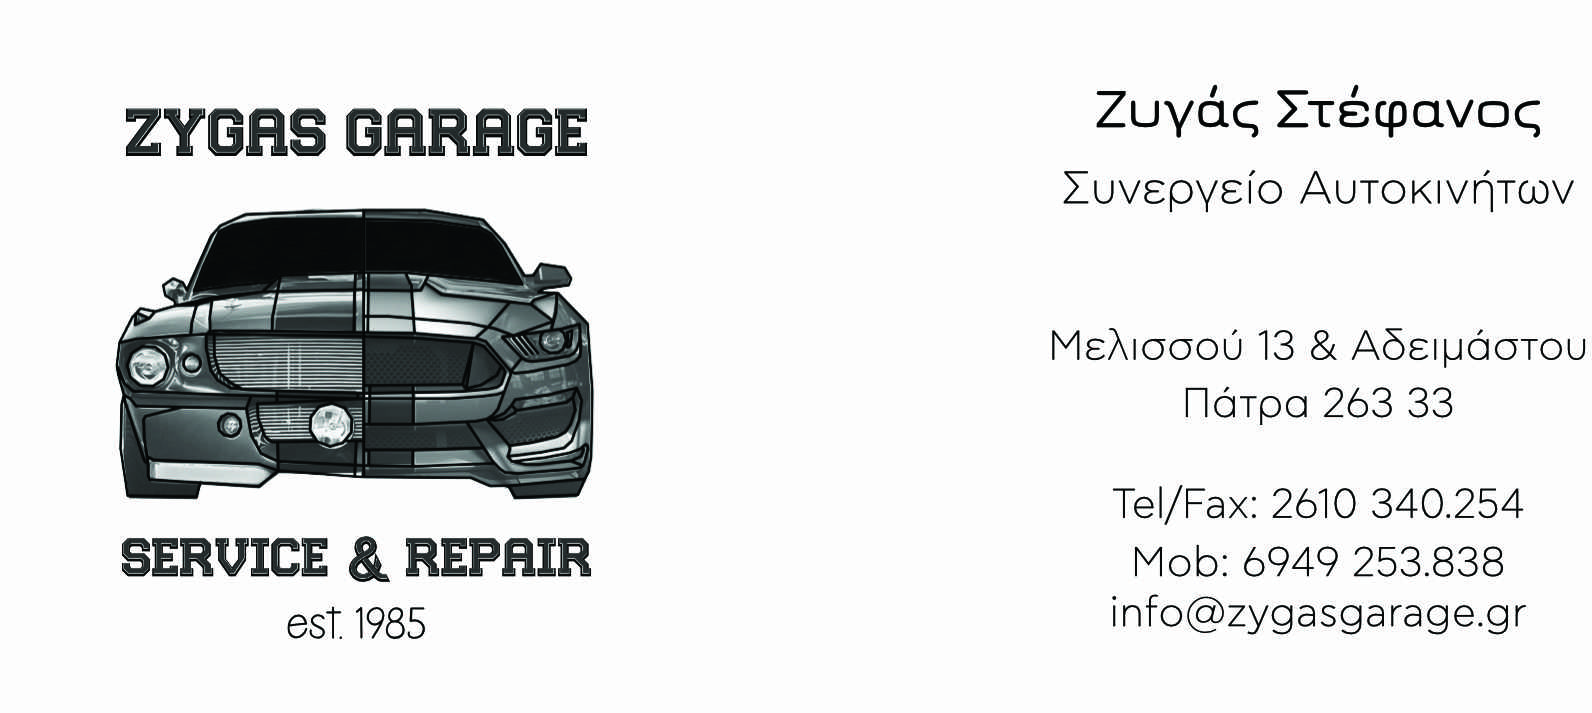 ZYGAS GARAGE
SERVICE & REPAIR
est. 1985
Ζυγάς Στέφανος
Συνεργείο Αυτοκινήτων
Μελισσού 13 & Αδειμάστου
Πάτρα 263 33
Tel/Fax: 2610 340.254
Mob: 6949 253.838
info@zygasgarage.gr